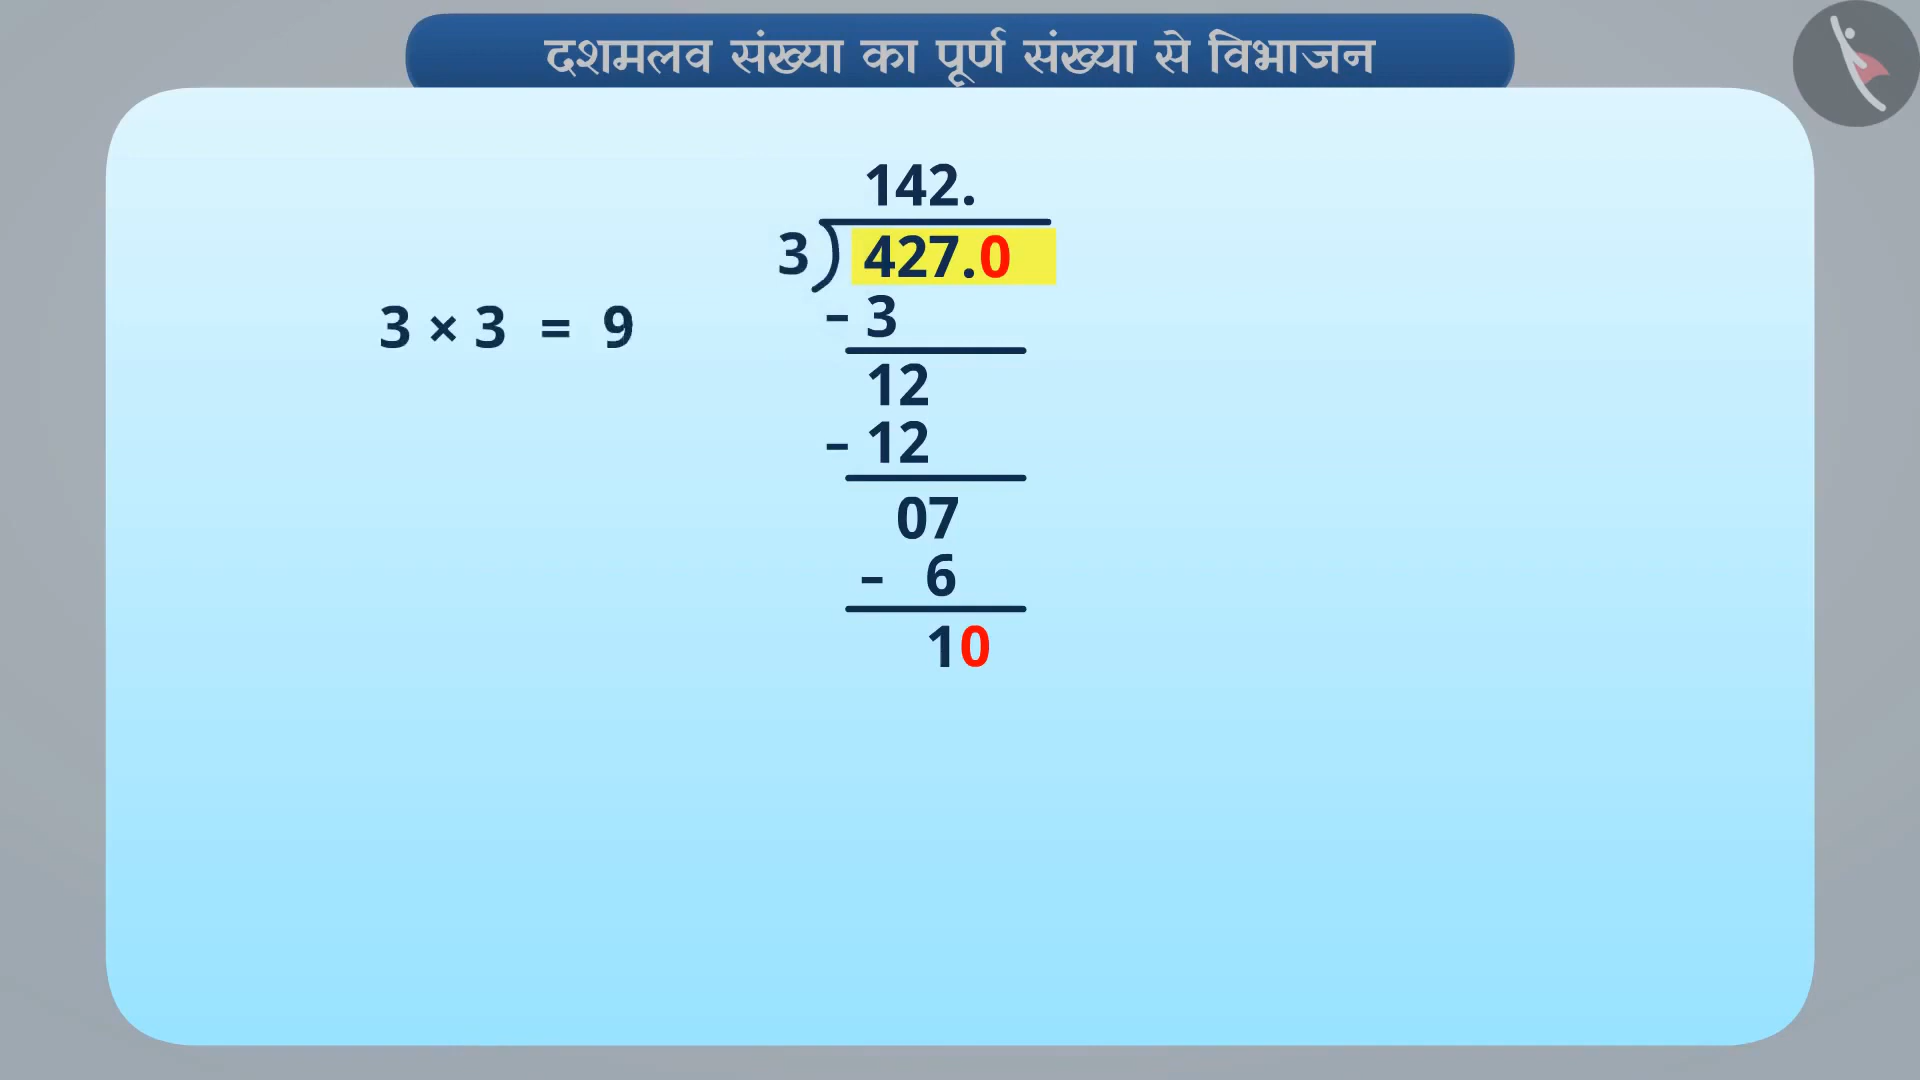 दशमलव संख्या का पूर्ण संख्या से विभाजन
142.
3 ) 427.0
3 × 3 = 9
– 3
12
– 12
07
– 6
10